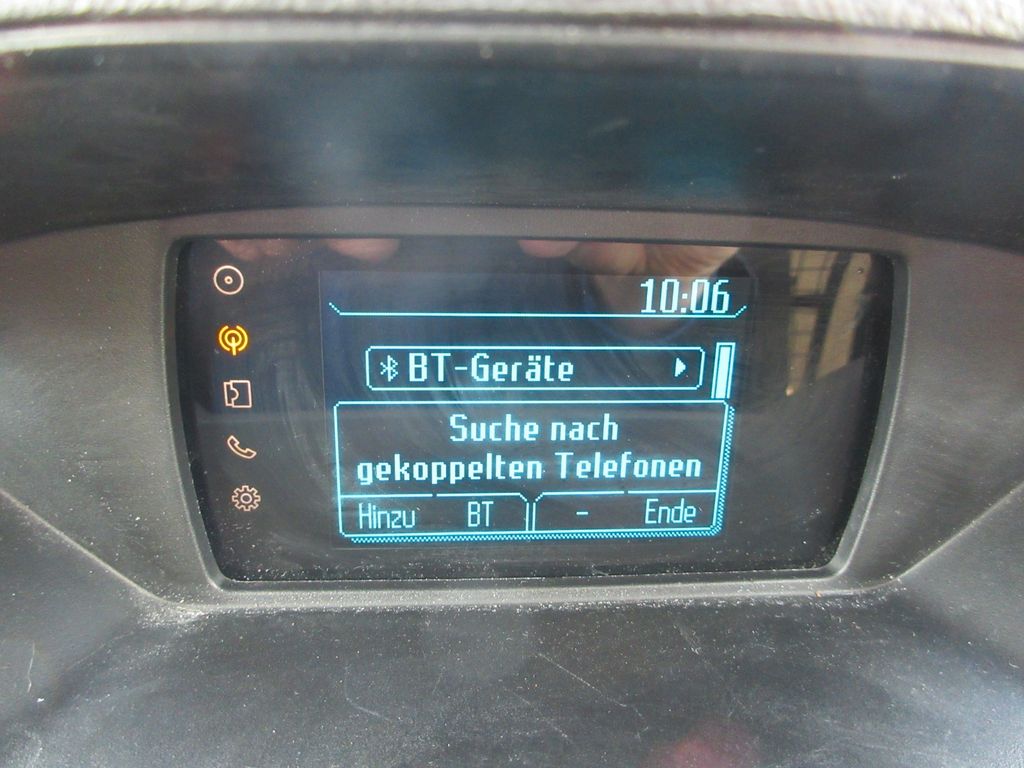 10:06
BT-Geräte
Suche nach
gekoppelten Telefonen
Hinzu BT - Ende